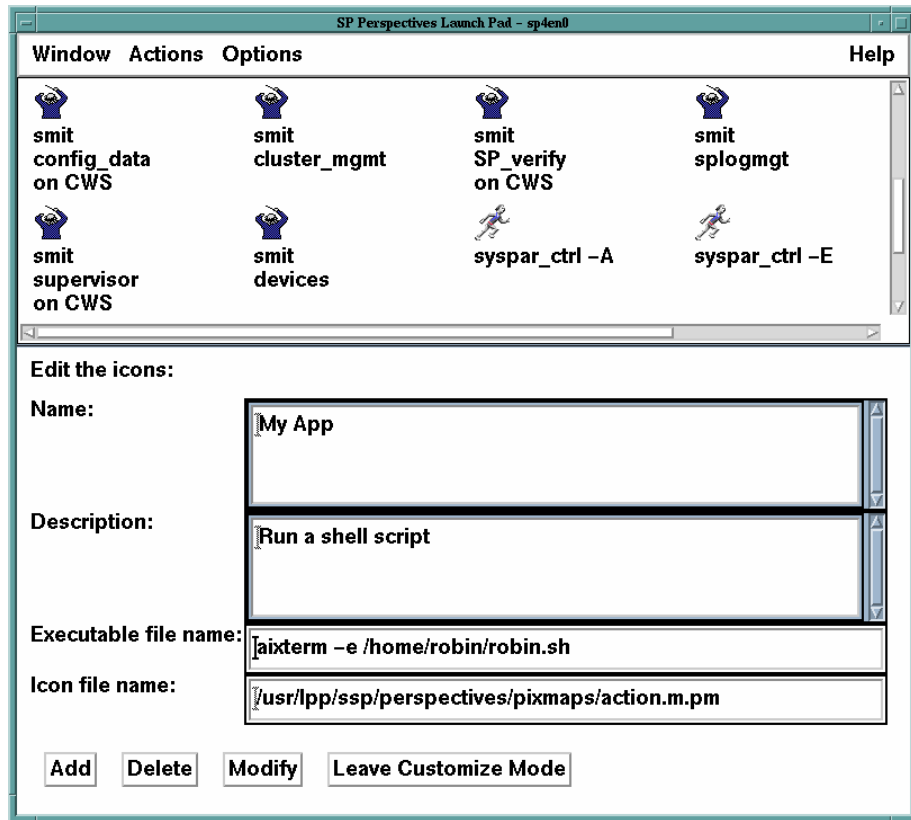 SP Perspectives Launch Pad – sp4en0
Window Actions Options Help
smit config_data on CWS
smit cluster_mgmt
smit SP_verify on CWS
smit splogmgt
smit supervisor on CWS
smit devices
syspar_ctrl –A
syspar_ctrl –E
Edit the icons:
Name:
My App
Description:
Run a shell script
Executable file name:
aixterm –e /home/robin/robin.sh
Icon file name:
/usr/lpp/ssp/perspectives/pixmaps/action.m.pm
Add Delete Modify Leave Customize Mode